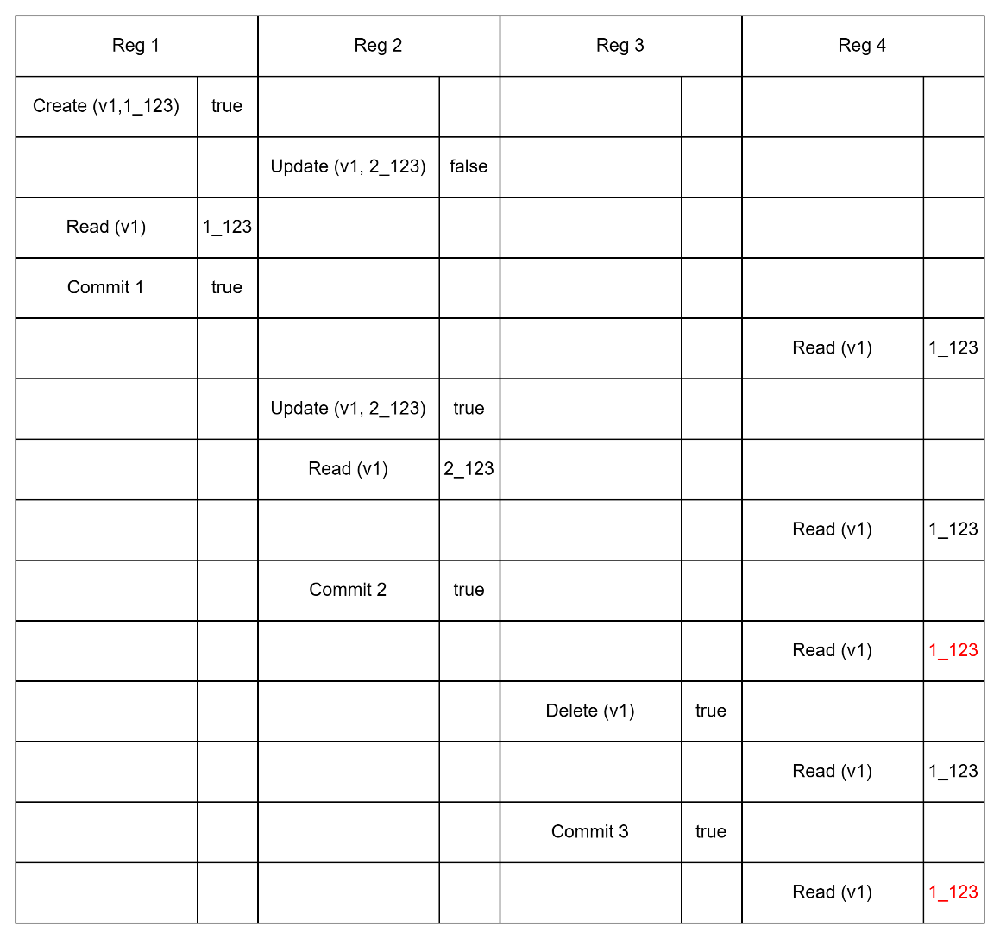 Reg 1 Reg 2 Reg 3 Reg 4
Create (v1,1_123) true
Update (v1, 2_123) false
Read (v1) 1_123
Commit 1 true
Read (v1) 1_123
Update (v1, 2_123) true
Read (v1) 2_123
Read (v1) 1_123
Commit 2 true
Read (v1) 1_123
Delete (v1) true
Read (v1) 1_123
Commit 3 true
Read (v1) 1_123